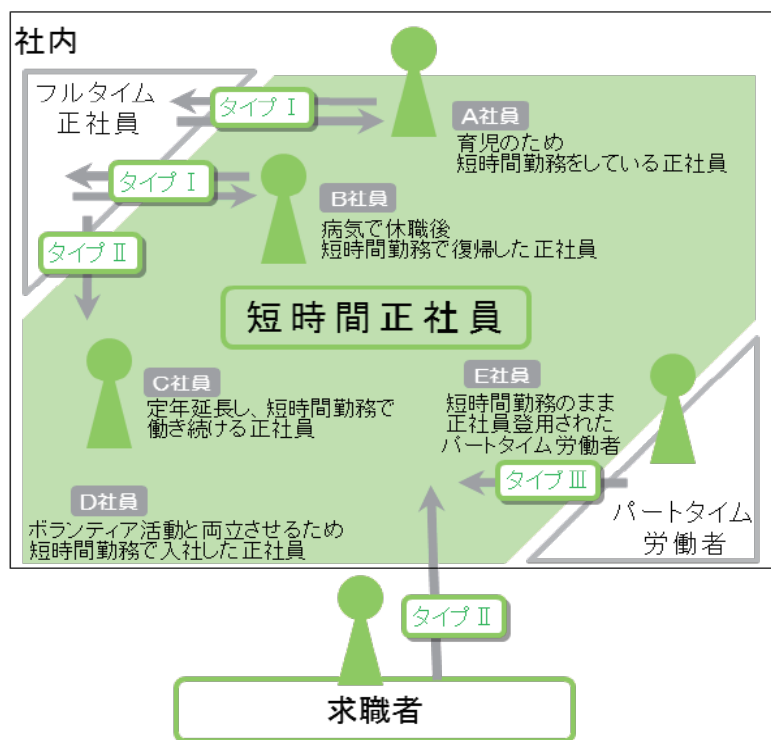 社内
フルタイム
正社員
タイプⅠ
A社員
育児のため
短時間勤務をしている正社員
タイプⅠ
B社員
病気で休職後
短時間勤務で復帰した正社員
タイプⅡ
短時間正社員
C社員
定年延長し、短時間勤務で
働き続ける正社員
E社員
短時間勤務のまま
正社員登用された
パートタイム労働者
タイプⅢ
パートタイム
労働者
D社員
ボランティア活動と両立させるため
短時間勤務で入社した正社員
タイプⅡ
求職者